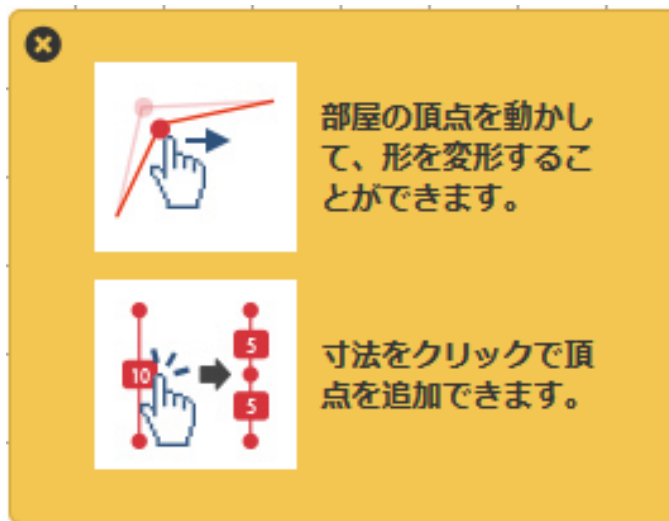 部屋の頂点を動かし
て、形を変形するこ
とができます。
10
5
5
寸法をクリックで頂
点を追加できます。